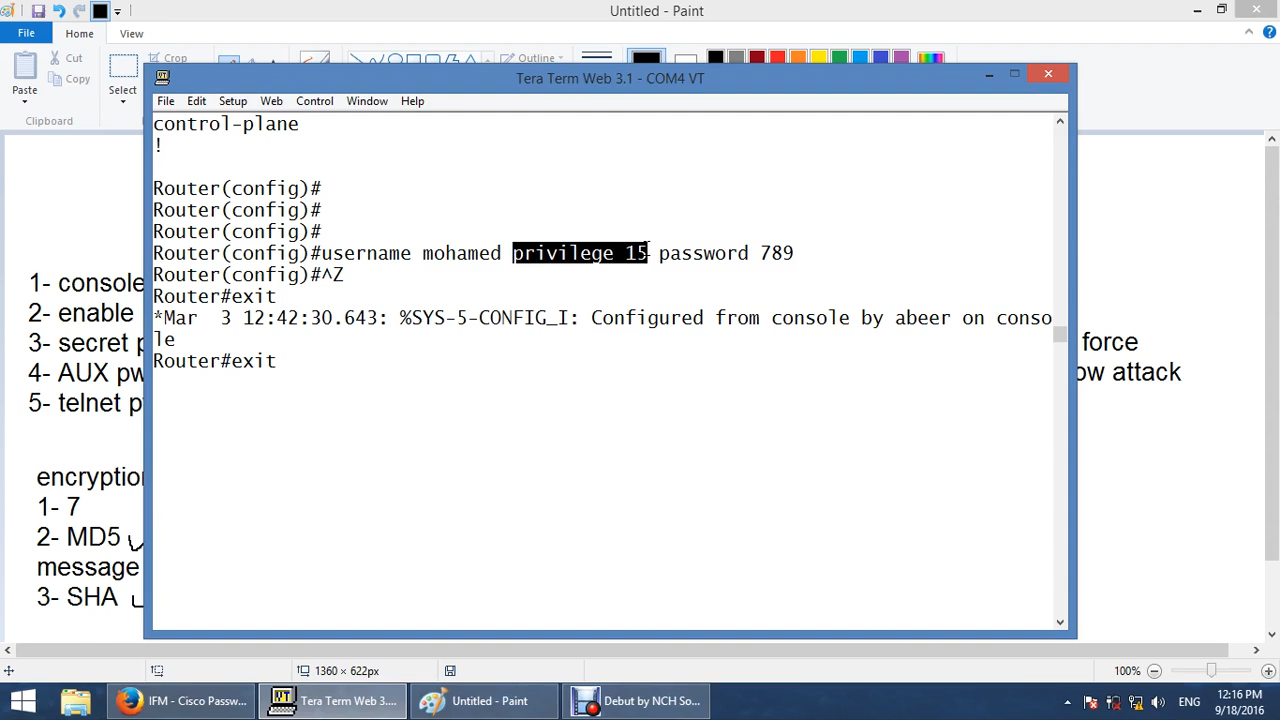 Untitled - Paint
File
Home
View
Paste
Cut
Copy
Clipboard
Select
Crop
Outline
Tera Term Web 3.1 - COM4 VT
File Edit Setup Web Control Window Help
control-plane
!
Router(config)#
Router(config)#
Router(config)#
Router(config)#username mohamed privilege 15 password 789
Router(config)#^Z
Router#exit
*Mar  3 12:42:30.643: %SYS-5-CONFIG_I: Configured from console by abeer on conso
le
Router#exit
1- console
2- enable
3- secret p
4- AUX pw
5- telnet p
force
ow attack
encryption
1- 7
2- MD5
message
3- SHA
1360 × 622px
100%
IFM - Cisco Passw...
Tera Term Web 3....
Untitled - Paint
Debut by NCH So...
ENG
12:16 PM
9/18/2016